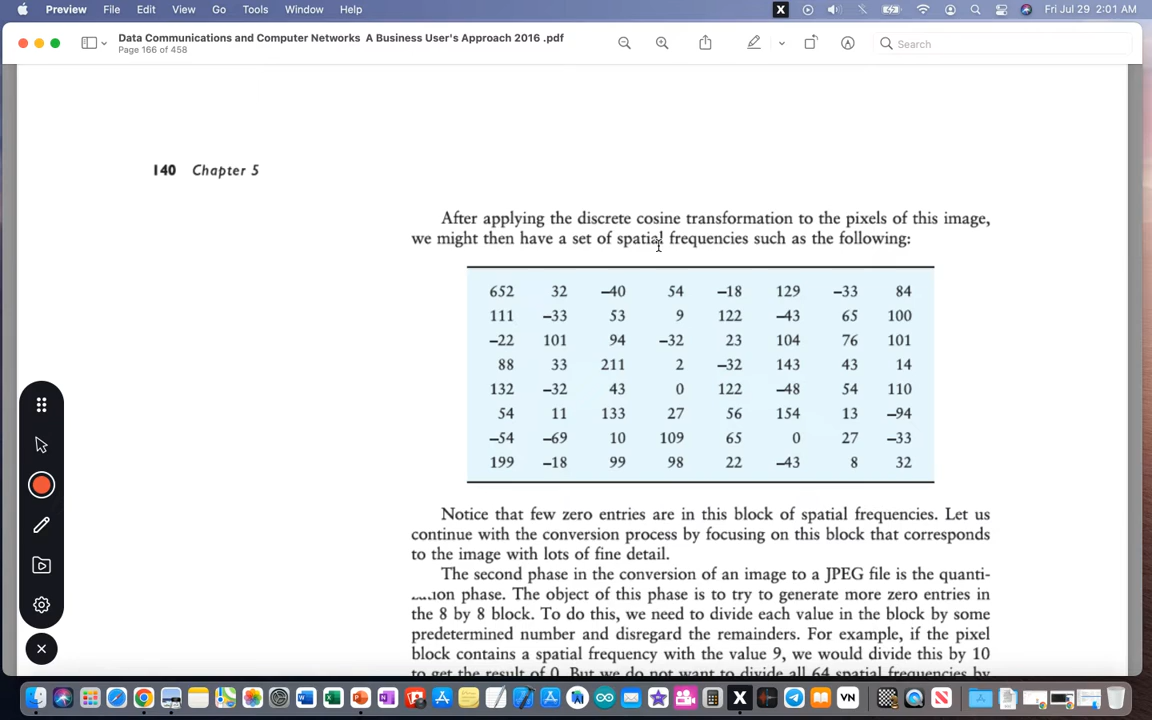 Preview File Edit View Go Tools Window Help X Fri Jul 29 2:01 AM
Data Communications and Computer Networks A Business User's Approach 2016 .pdf
Page 166 of 458
Search
140 Chapter 5
After applying the discrete cosine transformation to the pixels of this image,
we might then have a set of spatial frequencies such as the following:
652 32 –40 54 –18 129 –33 84
111 –33 53 9 122 –43 65 100
–22 101 94 –32 23 104 76 101
88 33 211 2 –32 143 43 14
132 –32 43 0 122 –48 54 110
54 11 133 27 56 154 13 –94
–54 –69 10 109 65 0 27 –33
199 –18 99 98 22 –43 8 32
Notice that few zero entries are in this block of spatial frequencies. Let us
continue with the conversion process by focusing on this block that corresponds
to the image with lots of fine detail.
The second phase in the conversion of an image to a JPEG file is the quanti-
zation phase. The object of this phase is to try to generate more zero entries in
the 8 by 8 block. To do this, we need to divide each value in the block by some
predetermined number and disregard the remainders. For example, if the pixel
block contains a spatial frequency with the value 9, we would divide this by 10
to get the result of 0. But we do not want to divide all 64 spatial frequencies by